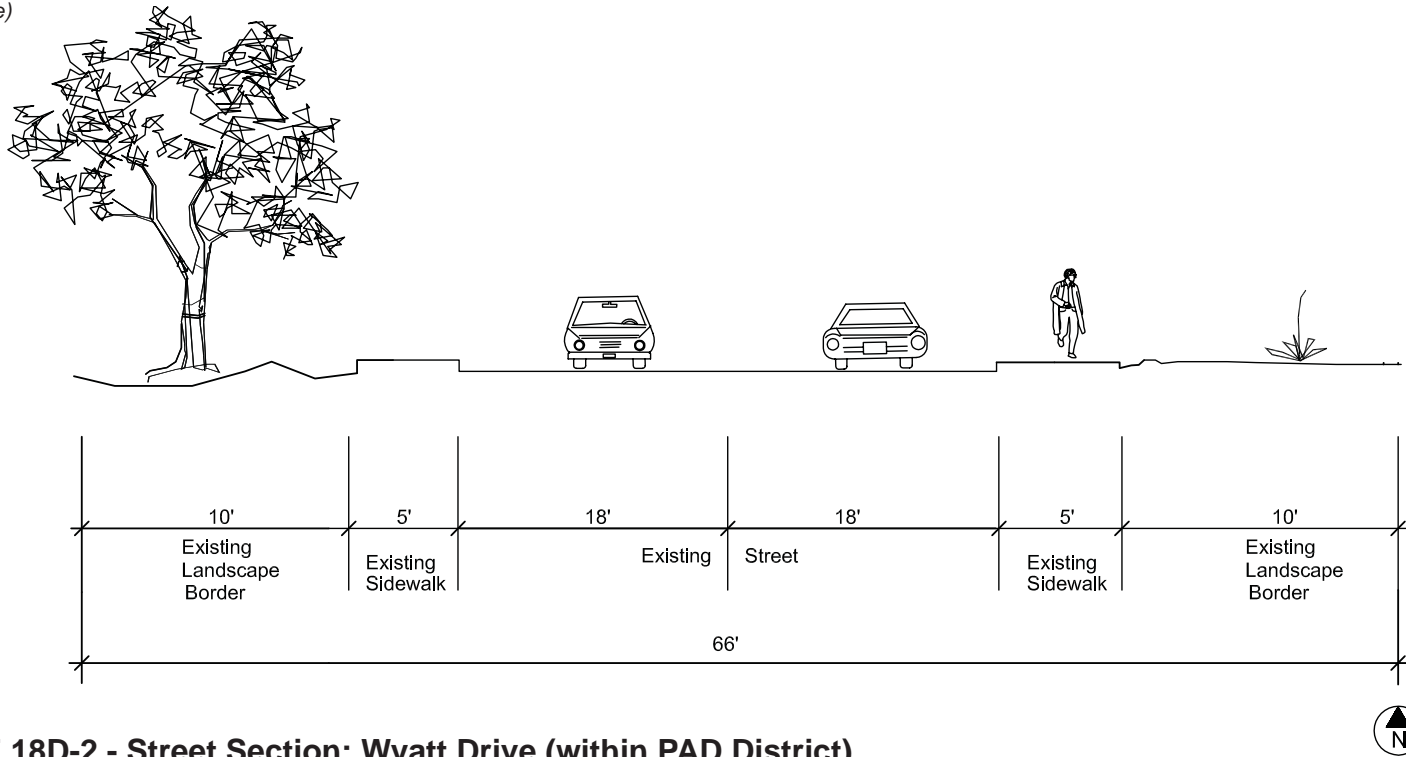 e)
10' 5' 18' 18' 5' 10'
Existing
Landscape
Border
Existing
Sidewalk
Existing Street
Existing
Sidewalk
Existing
Landscape
Border
66'
N
18D-2 - Street Section: Wyatt Drive (within PAD District)